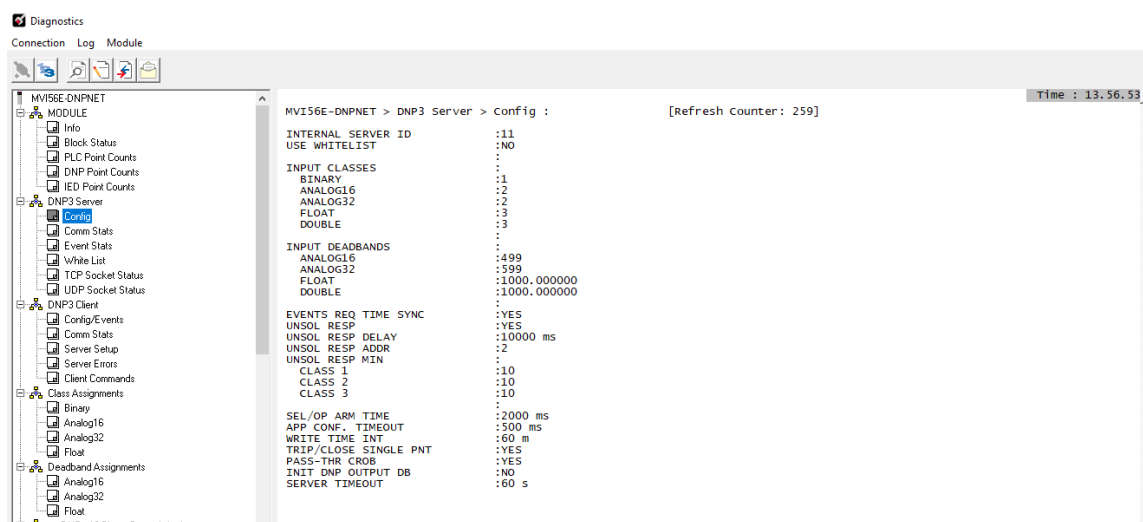 Diagnostics
Connection Log Module
MVI56E-DNPNET
MODULE
Info
Block Status
PLC Point Counts
DNP Point Counts
IED Point Counts
DNP3 Server
Config
Comm Stats
Event Stats
White List
TCP Socket Status
UDP Socket Status
DNP3 Client
Config/Events
Comm Stats
Server Setup
Server Errors
Client Commands
Class Assignments
Binary
Analog16
Analog32
Float
Deadband Assignments
Analog16
Analog32
Float
Time : 13.56.53
MVI56E-DNPNET > DNP3 Server > Config : [Refresh Counter: 259]
INTERNAL SERVER ID :11
USE WHITELIST :NO
:
INPUT CLASSES :
BINARY :1
ANALOG16 :2
ANALOG32 :2
FLOAT :3
DOUBLE :3
:
INPUT DEADBANDS :
ANALOG16 :499
ANALOG32 :599
FLOAT :1000.000000
DOUBLE :1000.000000
:
EVENTS REQ TIME SYNC :YES
UNSOL RESP :YES
UNSOL RESP DELAY :10000 ms
UNSOL RESP ADDR :2
UNSOL RESP MIN :
CLASS 1 :10
CLASS 2 :10
CLASS 3 :10
:
SEL/OP ARM TIME :2000 ms
APP CONF. TIMEOUT :500 ms
WRITE TIME INT :60 m
TRIP/CLOSE SINGLE PNT :YES
PASS-THR CROB :YES
INIT DNP OUTPUT DB :NO
SERVER TIMEOUT :60 s